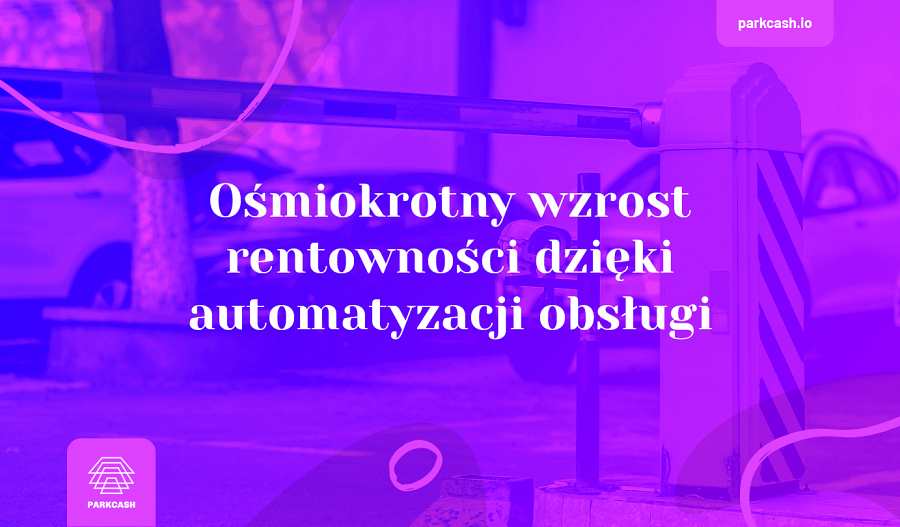 parkcash.io
Ośmiokrotny wzrost
rentowności dzięki
automatyzacji obsługi
PARKCASH